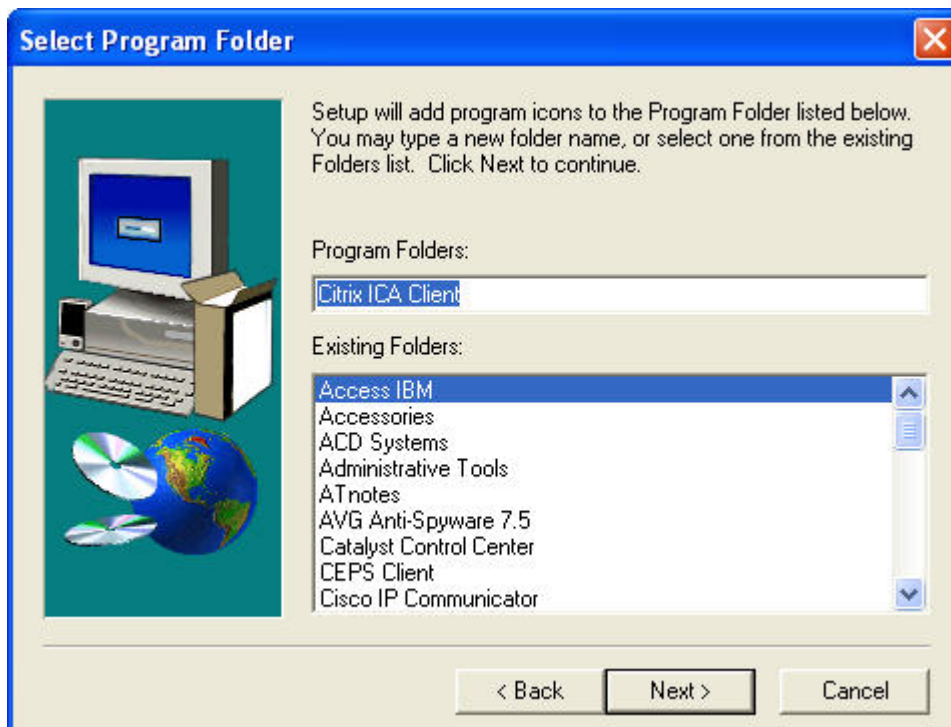 Select Program Folder
Setup will add program icons to the Program Folder listed below.
You may type a new folder name, or select one from the existing
Folders list. Click Next to continue.
Program Folders:
Citrix ICA Client
Existing Folders:
Access IBM
Accessories
ACD Systems
Administrative Tools
ATnotes
AVG Anti-Spyware 7.5
Catalyst Control Center
CEPS Client
Cisco IP Communicator
< Back
Next >
Cancel